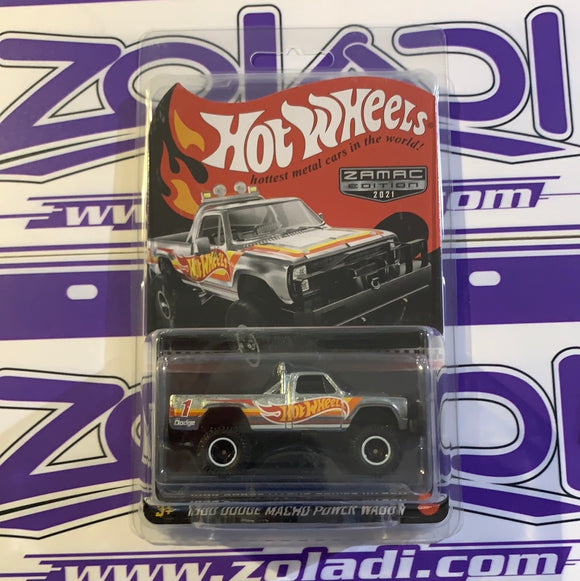 ZOLADI
www.zoladi.com
HOT WHEELS
hottest metal cars in the world!
ZAMAC
EDITION
2021
HOT WHEELS
1
Dodge
HOT WHEELS
3+
1980 DODGE MACHO POWER WAGON
www.zoladi.com